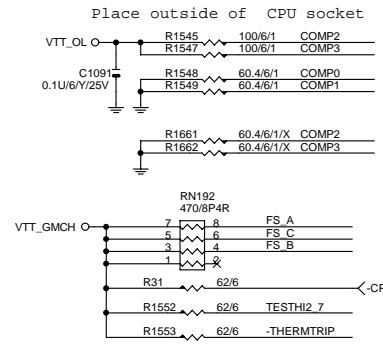 Place outside of CPU socket
VTT_OL
R1545 100/6/1 COMP2
R1547 100/6/1 COMP3
C1091
0.1U/6/Y/25V
R1548 60.4/6/1 COMP0
R1549 60.4/6/1 COMP1
R1661 60.4/6/1/X COMP2
R1662 60.4/6/1/X COMP3
RN192
470/8P4R
VTT_GMCH
7 8 FS_A
5 6 FS_C
3 4 FS_B
1 2
R31 62/6 -CP
R1552 62/6 TESTHI2_7
R1553 62/6 -THERMTRIP